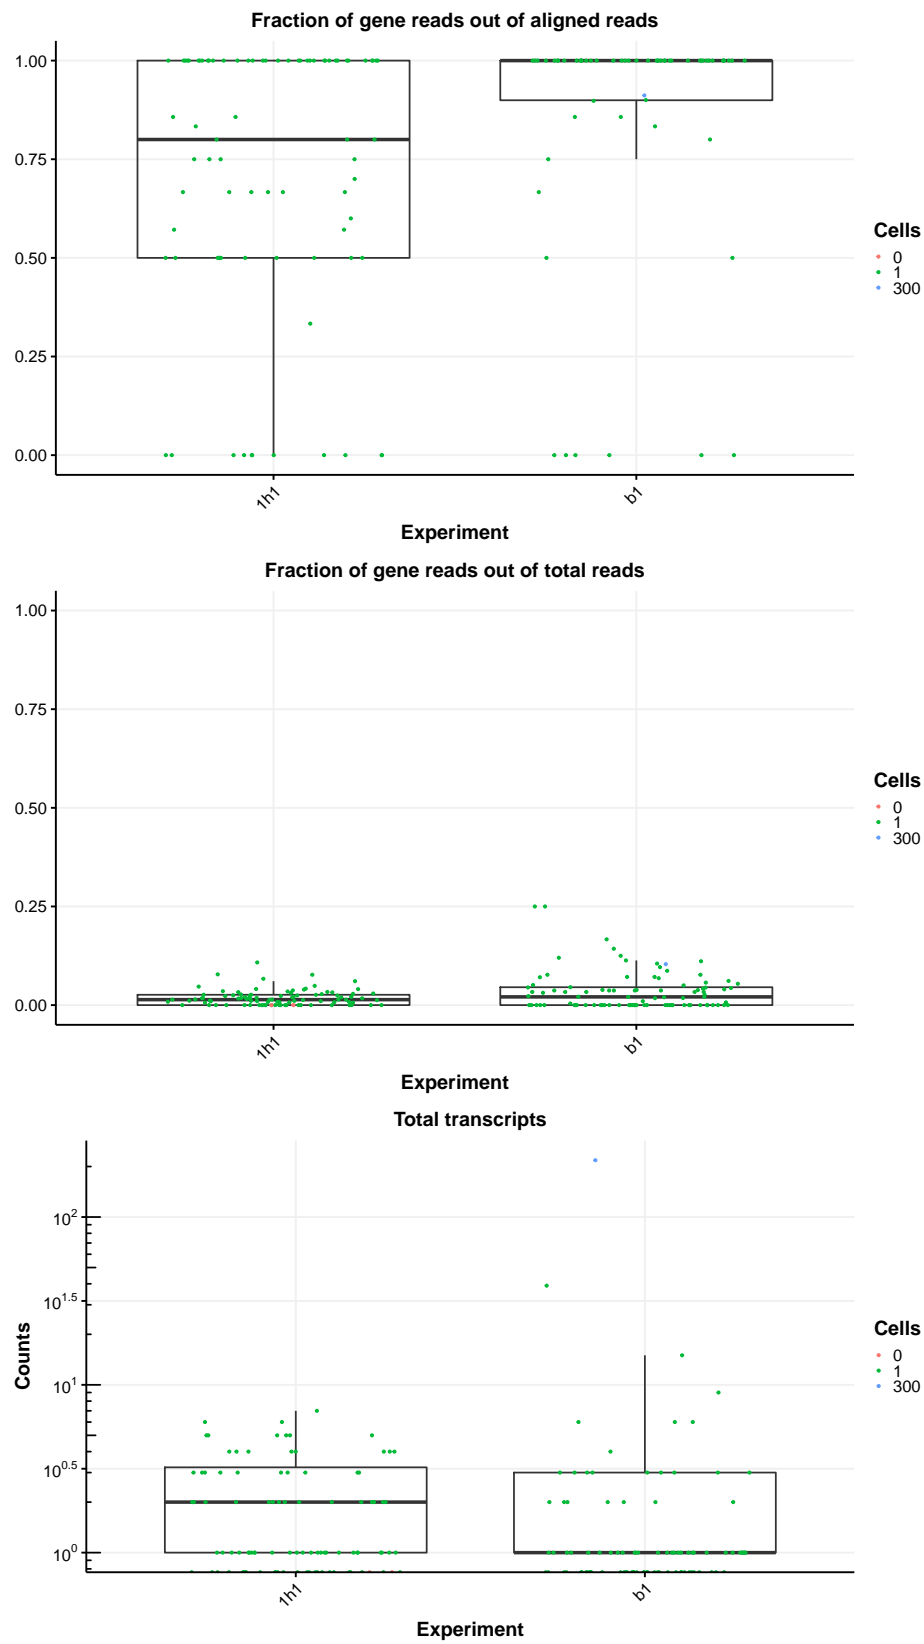 Fraction of gene reads out of aligned reads
1.00
0.75
0.50
0.25
0.00
1h1
b1
Experiment
Cells
0
1
300
Fraction of gene reads out of total reads
1.00
0.75
0.50
0.25
0.00
1h1
b1
Experiment
Cells
0
1
300
Total transcripts
Counts
10^2
10^1.5
10^1
10^0.5
10^0
1h1
b1
Experiment
Cells
0
1
300